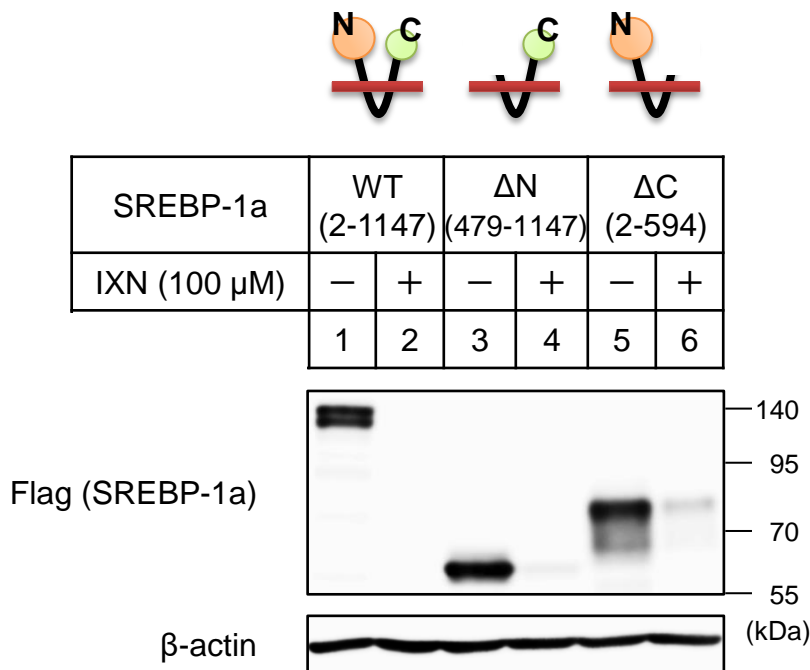 N C C N
SREBP-1a WT ΔN ΔC
(2-1147) (479-1147) (2-594)
IXN (100 μM) − + − + − +
1 2 3 4 5 6
140
95
Flag (SREBP-1a)
70
55
β-actin (kDa)